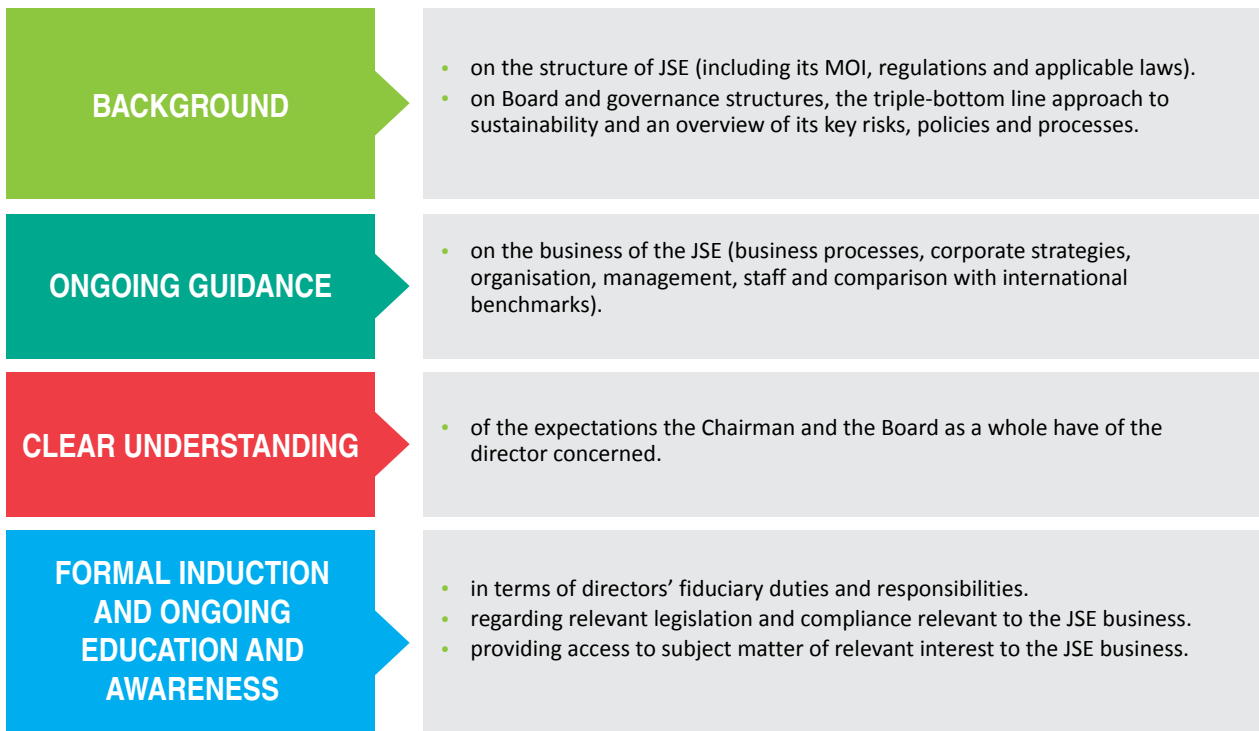 BACKGROUND
• on the structure of JSE (including its MOI, regulations and applicable laws).
• on Board and governance structures, the triple-bottom line approach to
sustainability and an overview of its key risks, policies and processes.
ONGOING GUIDANCE
• on the business of the JSE (business processes, corporate strategies,
organisation, management, staff and comparison with international
benchmarks).
CLEAR UNDERSTANDING
• of the expectations the Chairman and the Board as a whole have of the
director concerned.
FORMAL INDUCTION
AND ONGOING
EDUCATION AND
AWARENESS
• in terms of directors’ fiduciary duties and responsibilities.
• regarding relevant legislation and compliance relevant to the JSE business.
• providing access to subject matter of relevant interest to the JSE business.